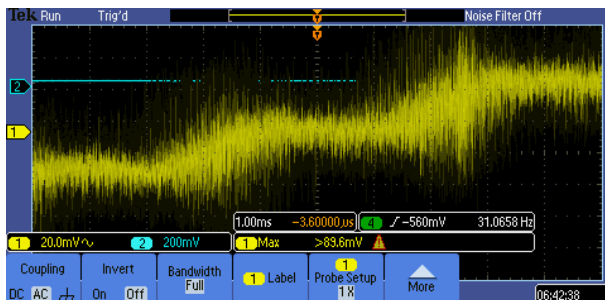 Tek Run Trig'd Noise Filter Off
T
T
2
1
1.00ms −3.60000µs 4 −560mV 31.0658 Hz
1 20.0mV 2 200mV 1 Max >89.6mV
Coupling Invert Bandwidth 1 Label 1 Probe Setup More
DC AC On Off Full 1 X
06:42:38